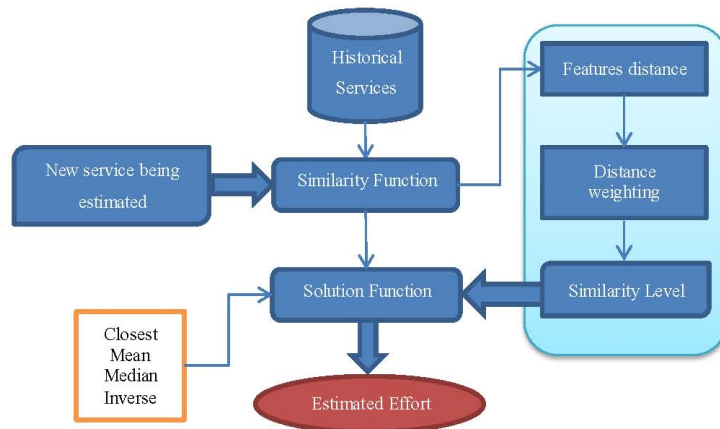 Historical
Services
Features distance
New service being
estimated
Similarity Function
Distance
weighting
Solution Function
Similarity Level
Closest
Mean
Median
Inverse
Estimated Effort